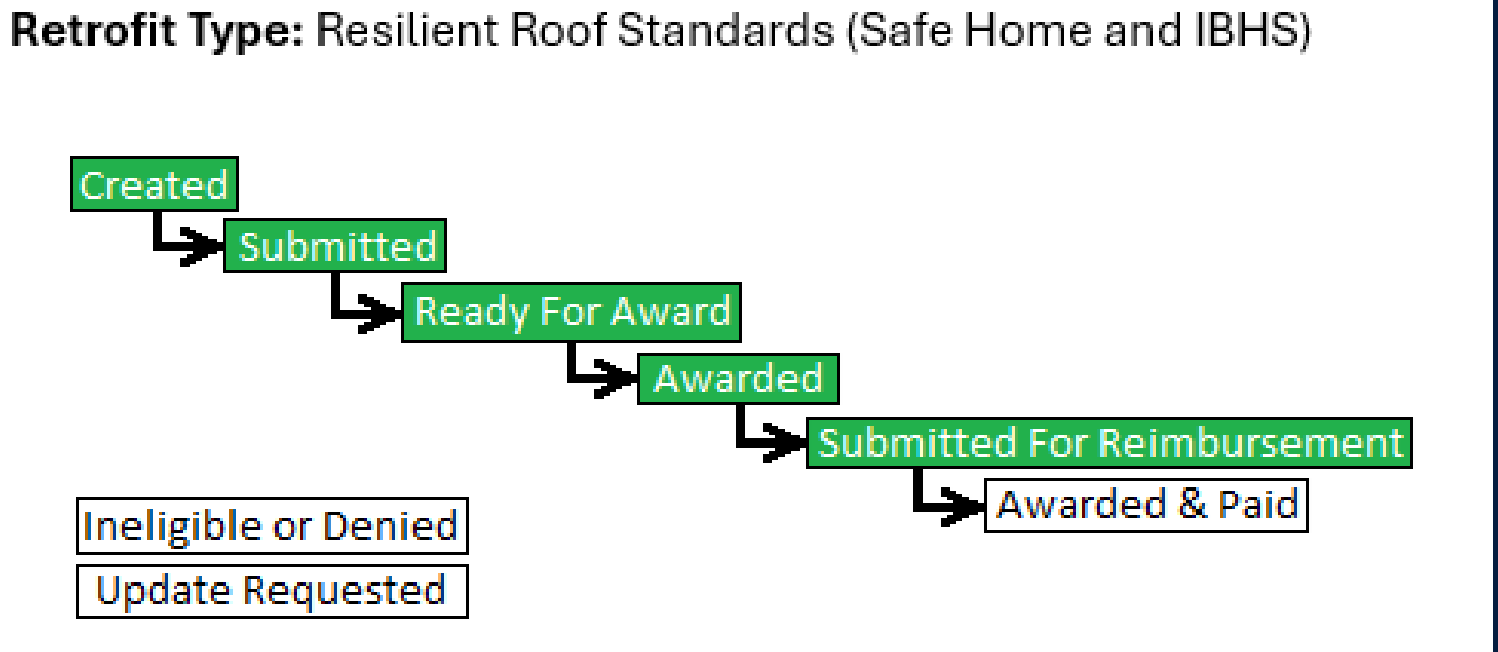 Retrofit Type: Resilient Roof Standards (Safe Home and IBHS)
Created
Submitted
Ready For Award
Awarded
Submitted For Reimbursement
Awarded & Paid
Ineligible or Denied
Update Requested